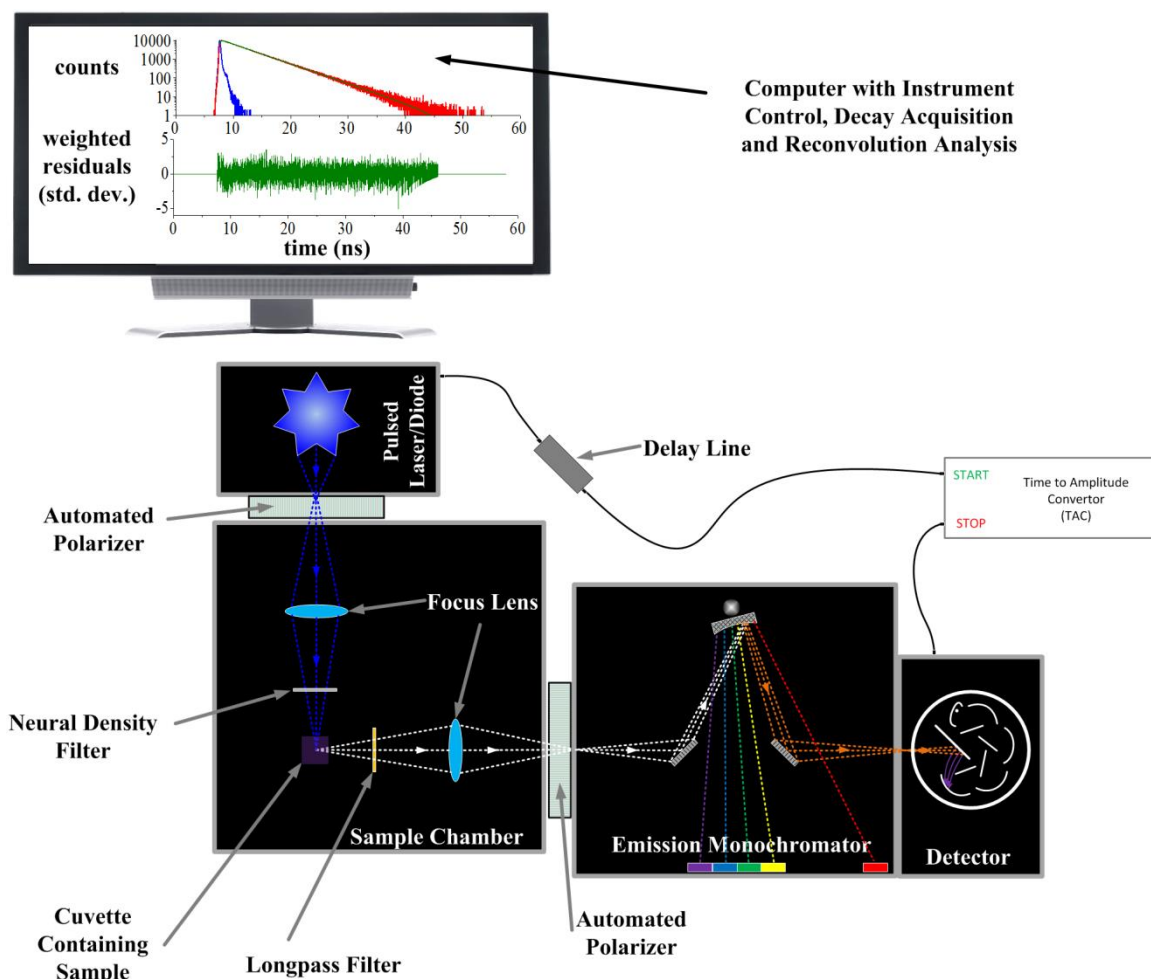 counts
10000
1000
100
10
1
0 10 20 30 40 50 60
weighted
residuals
(std. dev.)
5
0
-5
0 10 20 30 40 50 60
time (ns)
Computer with Instrument
Control, Decay Acquisition
and Reconvolution Analysis
Pulsed
Laser/Diode
Delay Line
START
STOP
Time to Amplitude
Convertor
(TAC)
Automated
Polarizer
Focus Lens
Neural Density
Filter
Sample Chamber
Emission Monochromator
Detector
Cuvette
Containing
Sample
Longpass Filter
Automated
Polarizer